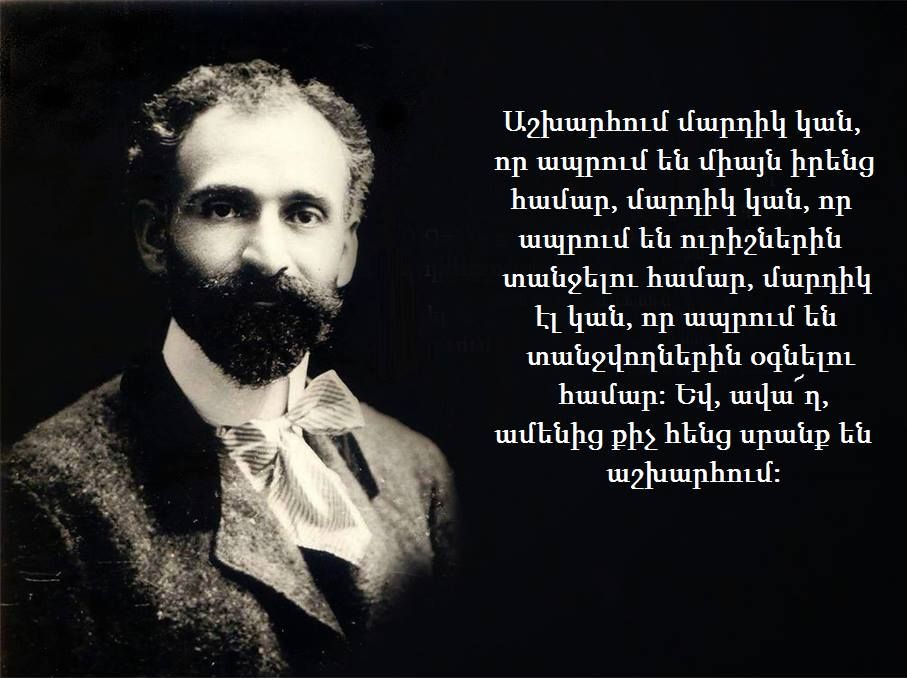 Աշխարհում մարդիկ կան,
որ ապրում են միայն իրենց
համար, մարդիկ կան, որ
ապրում են ուրիշներին
տանջելու համար, մարդիկ
էլ կան, որ ապրում են
տանջվողներին օգնելու
համար: Եվ, ավա՜ղ,
ամենից քիչ հենց սրանք են
աշխարհում: